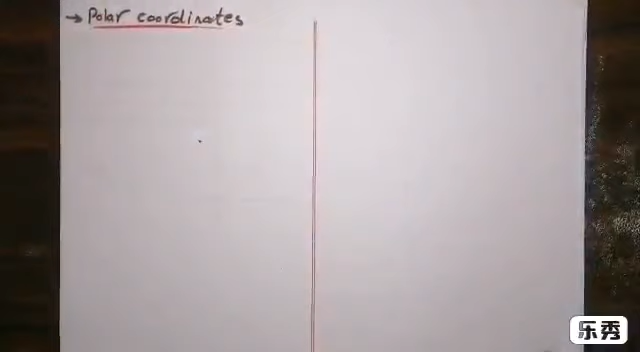 → Polar coordinates
乐秀